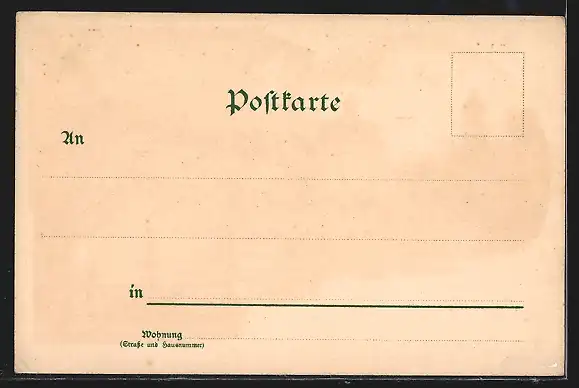 Postkarte
An
in
Wohnung
(Straße und Hausnummer)